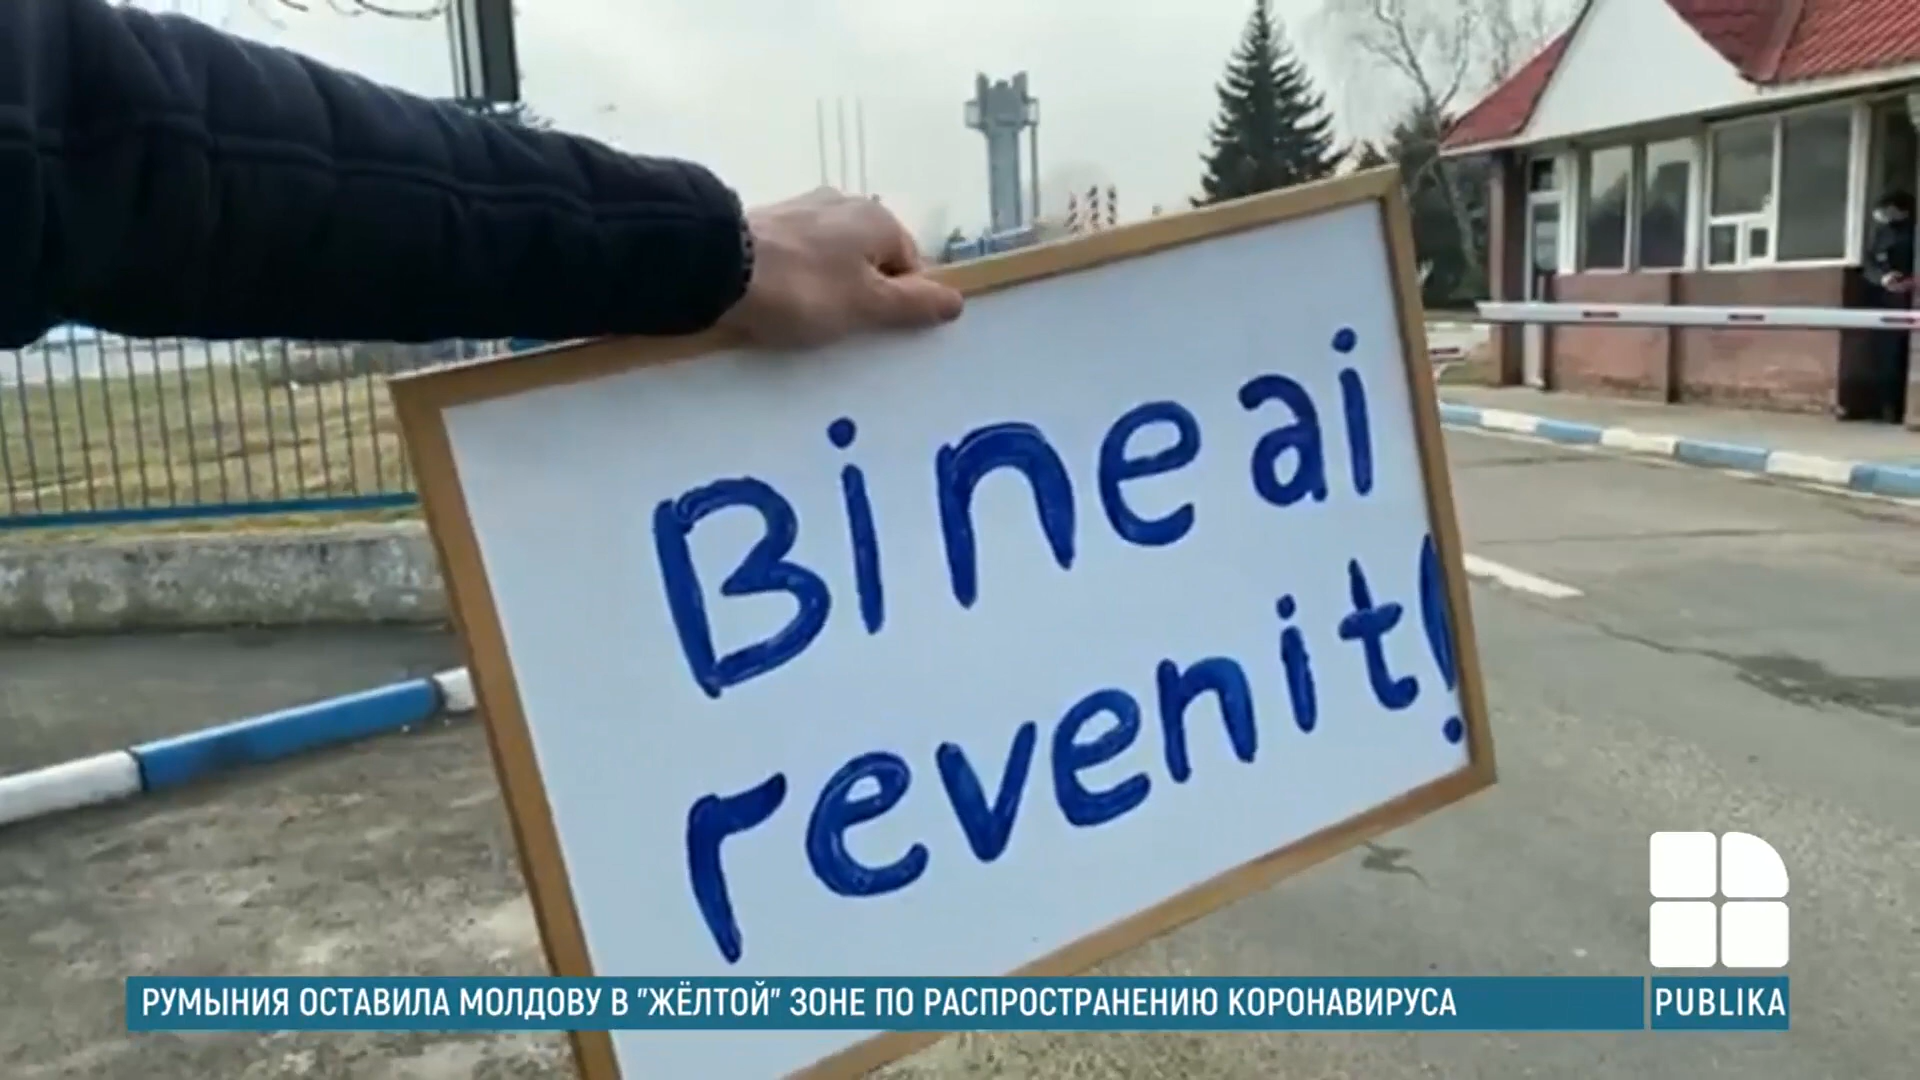 Bine ai
revenit!
РУМЫНИЯ ОСТАВИЛА МОЛДОВУ В "ЖЁЛТОЙ" ЗОНЕ ПО РАСПРОСТРАНЕНИЮ КОРОНАВИРУСА
PUBLIKA